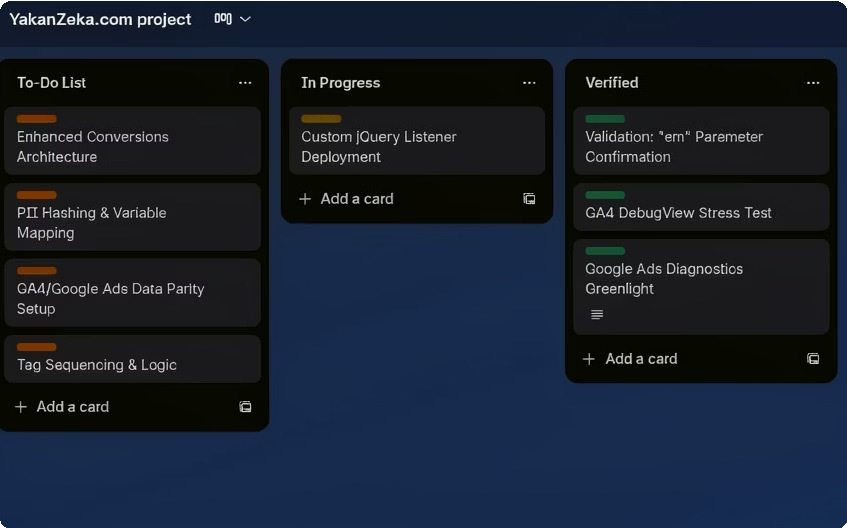 YakanZeka.com project
To-Do List
Enhanced Conversions
Architecture
PII Hashing & Variable
Mapping
GA4/Google Ads Data Parity
Setup
Tag Sequencing & Logic
+ Add a card
In Progress
Custom jQuery Listener
Deployment
+ Add a card
Verified
Validation: "em" Paremeter
Confirmation
GA4 DebugView Stress Test
Google Ads Diagnostics
Greenlight
+ Add a card